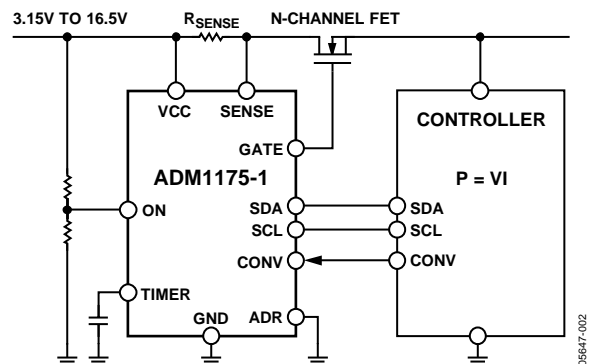 3.15V TO 16.5V
RSENSE
N-CHANNEL FET
VCC
SENSE
CONTROLLER
GATE
ADM1175-1
P = VI
ON
SDA
SDA
SCL
SCL
CONV
CONV
TIMER
GND
ADR
05647-002